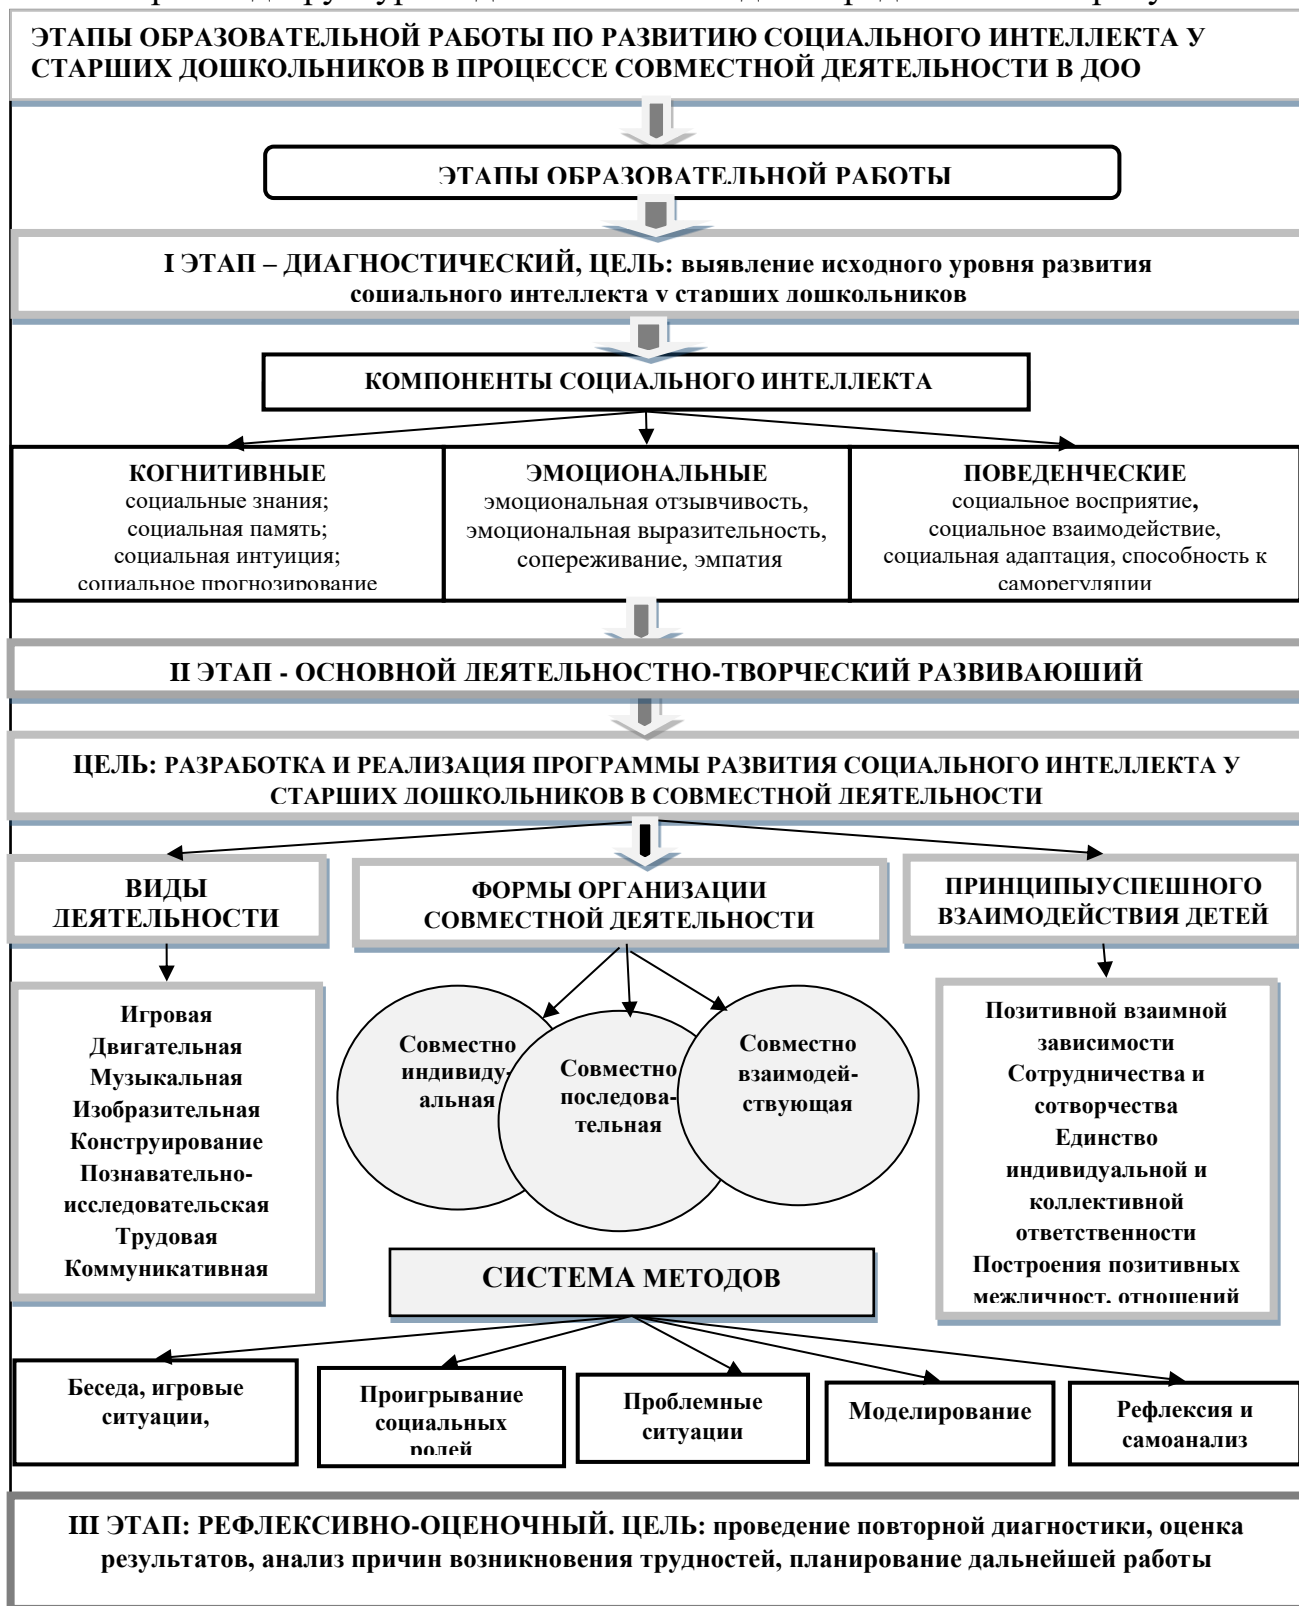 ЭТАПЫ ОБРАЗОВАТЕЛЬНОЙ РАБОТЫ ПО РАЗВИТИЮ СОЦИАЛЬНОГО ИНТЕЛЛЕКТА У
СТАРШИХ ДОШКОЛЬНИКОВ В ПРОЦЕССЕ СОВМЕСТНОЙ ДЕЯТЕЛЬНОСТИ В ДОО
ЭТАПЫ ОБРАЗОВАТЕЛЬНОЙ РАБОТЫ
I ЭТАП – ДИАГНОСТИЧЕСКИЙ, ЦЕЛЬ: выявление исходного уровня развития
социального интеллекта у старших дошкольников
КОМПОНЕНТЫ СОЦИАЛЬНОГО ИНТЕЛЛЕКТА
КОГНИТИВНЫЕ
социальные знания;
социальная память;
социальная интуиция;
социальное прогнозирование
ЭМОЦИОНАЛЬНЫЕ
эмоциональная отзывчивость,
эмоциональная выразительность,
сопереживание, эмпатия
ПОВЕДЕНЧЕСКИЕ
социальное восприятие,
социальное взаимодействие,
социальная адаптация, способность к
саморегуляции
II ЭТАП - ОСНОВНОЙ ДЕЯТЕЛЬНОСТНО-ТВОРЧЕСКИЙ РАЗВИВАЮЩИЙ
ЦЕЛЬ: РАЗРАБОТКА И РЕАЛИЗАЦИЯ ПРОГРАММЫ РАЗВИТИЯ СОЦИАЛЬНОГО ИНТЕЛЛЕКТА У
СТАРШИХ ДОШКОЛЬНИКОВ В СОВМЕСТНОЙ ДЕЯТЕЛЬНОСТИ
ВИДЫ
ДЕЯТЕЛЬНОСТИ
ФОРМЫ ОРГАНИЗАЦИИ
СОВМЕСТНОЙ ДЕЯТЕЛЬНОСТИ
ПРИНЦИПЫУСПЕШНОГО
ВЗАИМОДЕЙСТВИЯ ДЕТЕЙ
Игровая
Двигательная
Музыкальная
Изобразительная
Конструирование
Познавательно-
исследовательская
Трудовая
Коммуникативная
Совместно
индивиду-
альная
Совместно
последова-
тельная
Совместно
взаимодей-
ствующая
Позитивной взаимной
зависимости
Сотрудничества и
сотворчества
Единство
индивидуальной и
коллективной
ответственности
Построения позитивных
межличност. отношений
СИСТЕМА МЕТОДОВ
Беседа, игровые
ситуации,
Проигрывание
социальных
ролей
Проблемные
ситуации
Моделирование
Рефлексия и
самоанализ
III ЭТАП: РЕФЛЕКСИВНО-ОЦЕНОЧНЫЙ. ЦЕЛЬ: проведение повторной диагностики, оценка
результатов, анализ причин возникновения трудностей, планирование дальнейшей работы